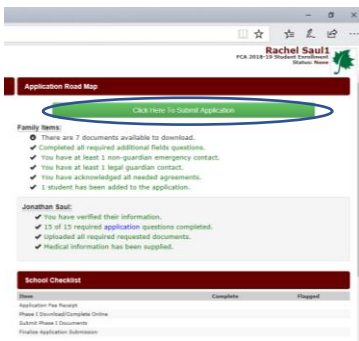 Rachel Saul1
FCA 2018-19 Student Enrollment
Status: None
Application Road Map
Click Here To Submit Application
Family Items:
There are 7 documents available to download.
Completed all required additional fields questions.
You have at least 1 non-guardian emergency contact.
You have at least 1 legal guardian contact.
You have acknowledged all needed agreements.
1 student has been added to the application.
Jonathan Saul:
You have verified their information.
15 of 15 required application questions completed.
Uploaded all required requested documents.
Medical information has been supplied.
School Checklist
Item Complete Flagged
Application Fee Receipt
Phase I Download/Complete Online
Submit Phase I Documents
Finalize Application Submission